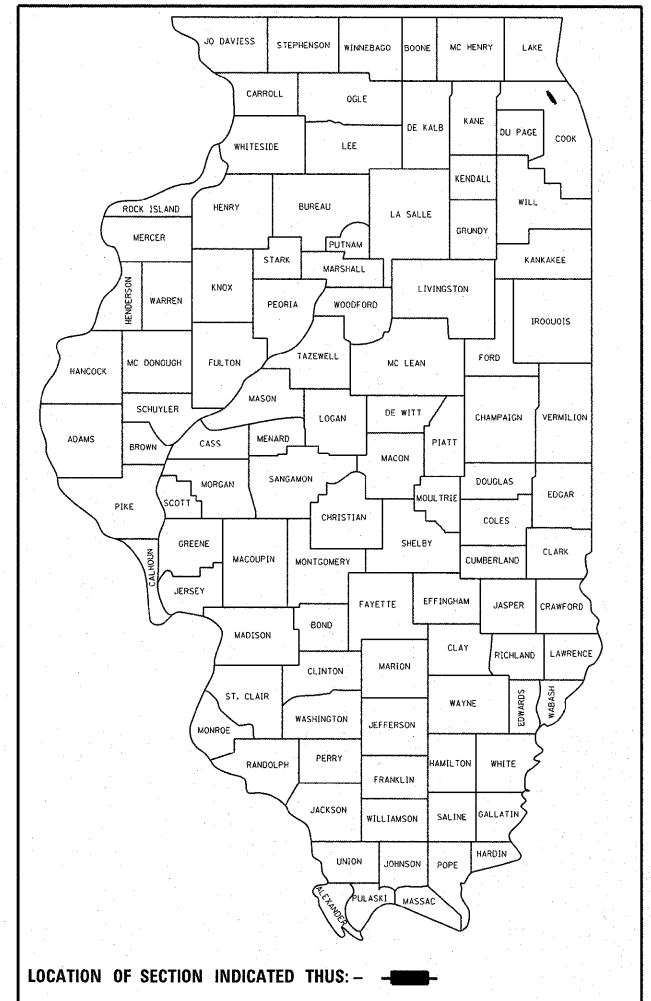 JO DAVIESS
STEPHENSON
WINNEBAGO
BOONE
MC HENRY
LAKE
CARROLL
OGLE
DE KALB
KANE
DU PAGE
COOK
WHITESIDE
LEE
KENDALL
WILL
ROCK ISLAND
HENRY
BUREAU
LA SALLE
GRUNDY
MERCER
PUTNAM
KANKAKEE
STARK
MARSHALL
HENDERSON
WARREN
KNOX
PEORIA
WOODFORD
LIVINGSTON
IROQUOIS
HANCOCK
MC DONOUGH
FULTON
TAZEWELL
MC LEAN
FORD
MASON
SCHUYLER
LOGAN
DE WITT
CHAMPAIGN
VERMILION
ADAMS
BROWN
CASS
MENARD
PIATT
MACON
MORGAN
SANGAMON
DOUGLAS
EDGAR
PIKE
SCOTT
MOULTRIE
CHRISTIAN
COLES
GREENE
MACOUPIN
MONTGOMERY
SHELBY
CUMBERLAND
CLARK
CALHOUN
JERSEY
FAYETTE
EFFINGHAM
JASPER
CRAWFORD
MADISON
BOND
CLAY
RICHLAND
LAWRENCE
CLINTON
MARION
ST. CLAIR
WAYNE
EDWARDS
WABASH
WASHINGTON
JEFFERSON
MONROE
RANDOLPH
PERRY
HAMILTON
WHITE
FRANKLIN
JACKSON
WILLIAMSON
SALINE
GALLATIN
UNION
JOHNSON
POPE
HARDIN
ALEXANDER
PULASKI
MASSAC
LOCATION OF SECTION INDICATED THUS: –